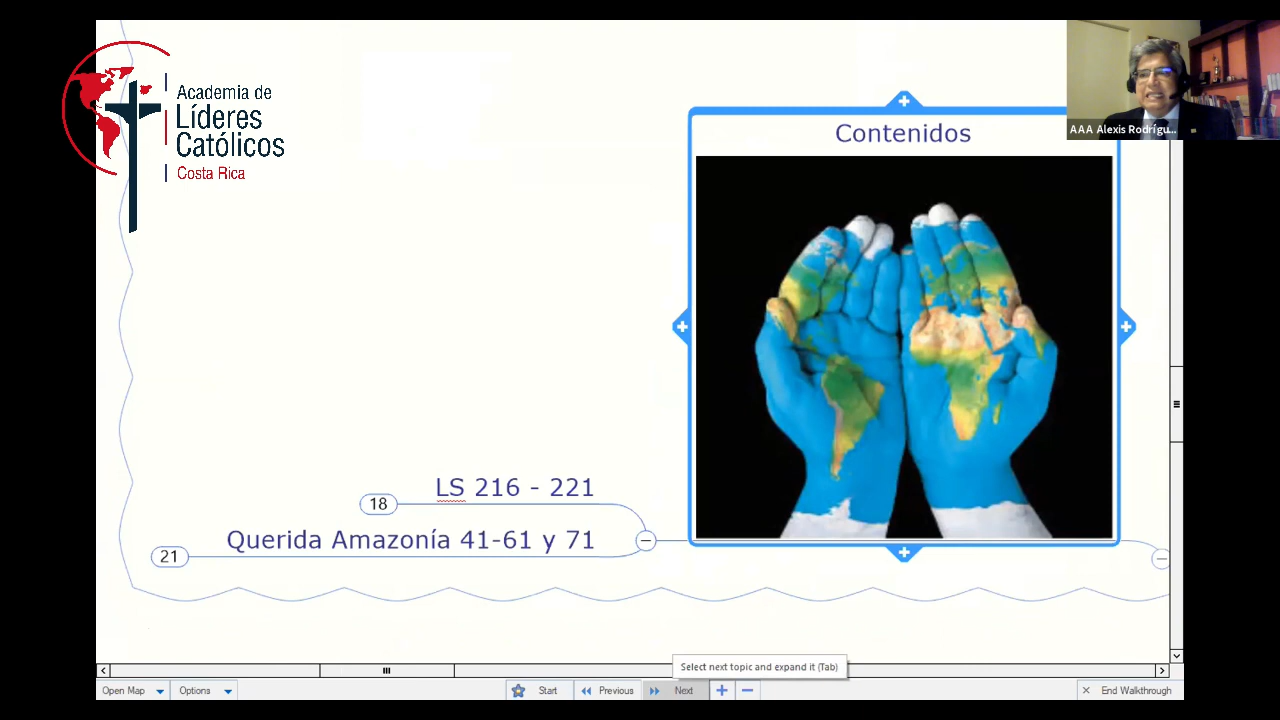 Academia de
Líderes
Católicos
Costa Rica
Contenidos
AAA Alexis Rodrígu...
LS 216 - 221
18
Querida Amazonía 41-61 y 71
21
Select next topic and expand it (Tab)
Open Map
Options
Start
Previous
Next
End Walkthrough